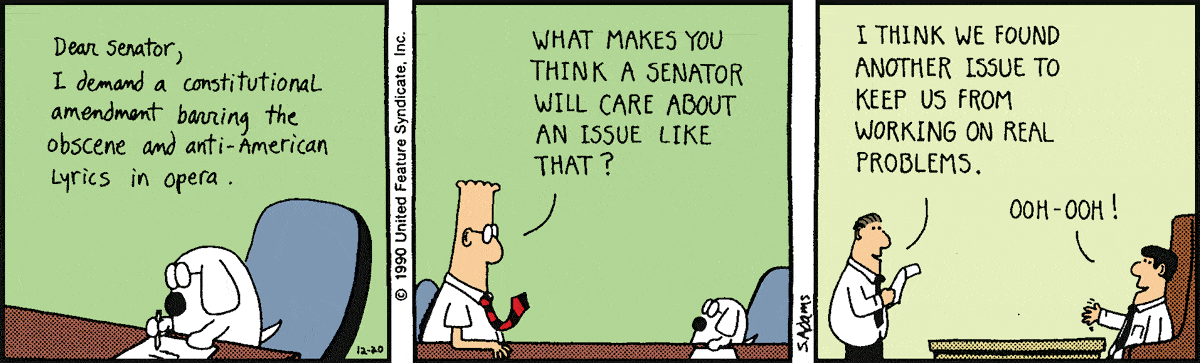 Dear Senator,
I demand a constitutional
amendment barring the
obscene and anti-American
Lyrics in opera.
12-20
© 1990 United Feature Syndicate, Inc.
WHAT MAKES YOU
THINK A SENATOR
WILL CARE ABOUT
AN ISSUE LIKE
THAT?
S.Adams
I THINK WE FOUND
ANOTHER ISSUE TO
KEEP US FROM
WORKING ON REAL
PROBLEMS.
OOH-OOH!